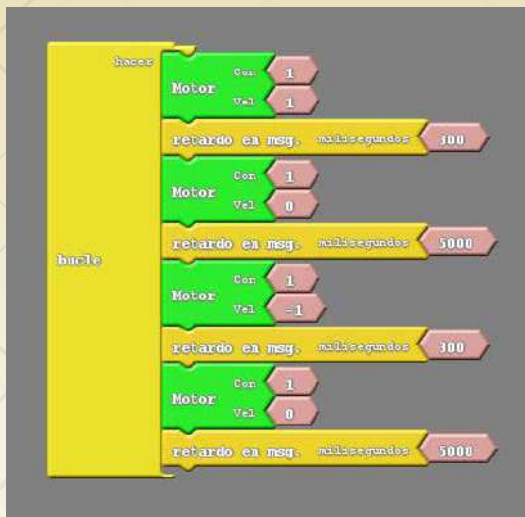 hacer
Motor Con 1
Vel 1
retardo en msg. milisegundos 300
Motor Con 1
Vel 0
retardo en msg. milisegundos 5000
bucle
Motor Con 1
Vel -1
retardo en msg. milisegundos 300
Motor Con 1
Vel 0
retardo en msg. milisegundos 5000